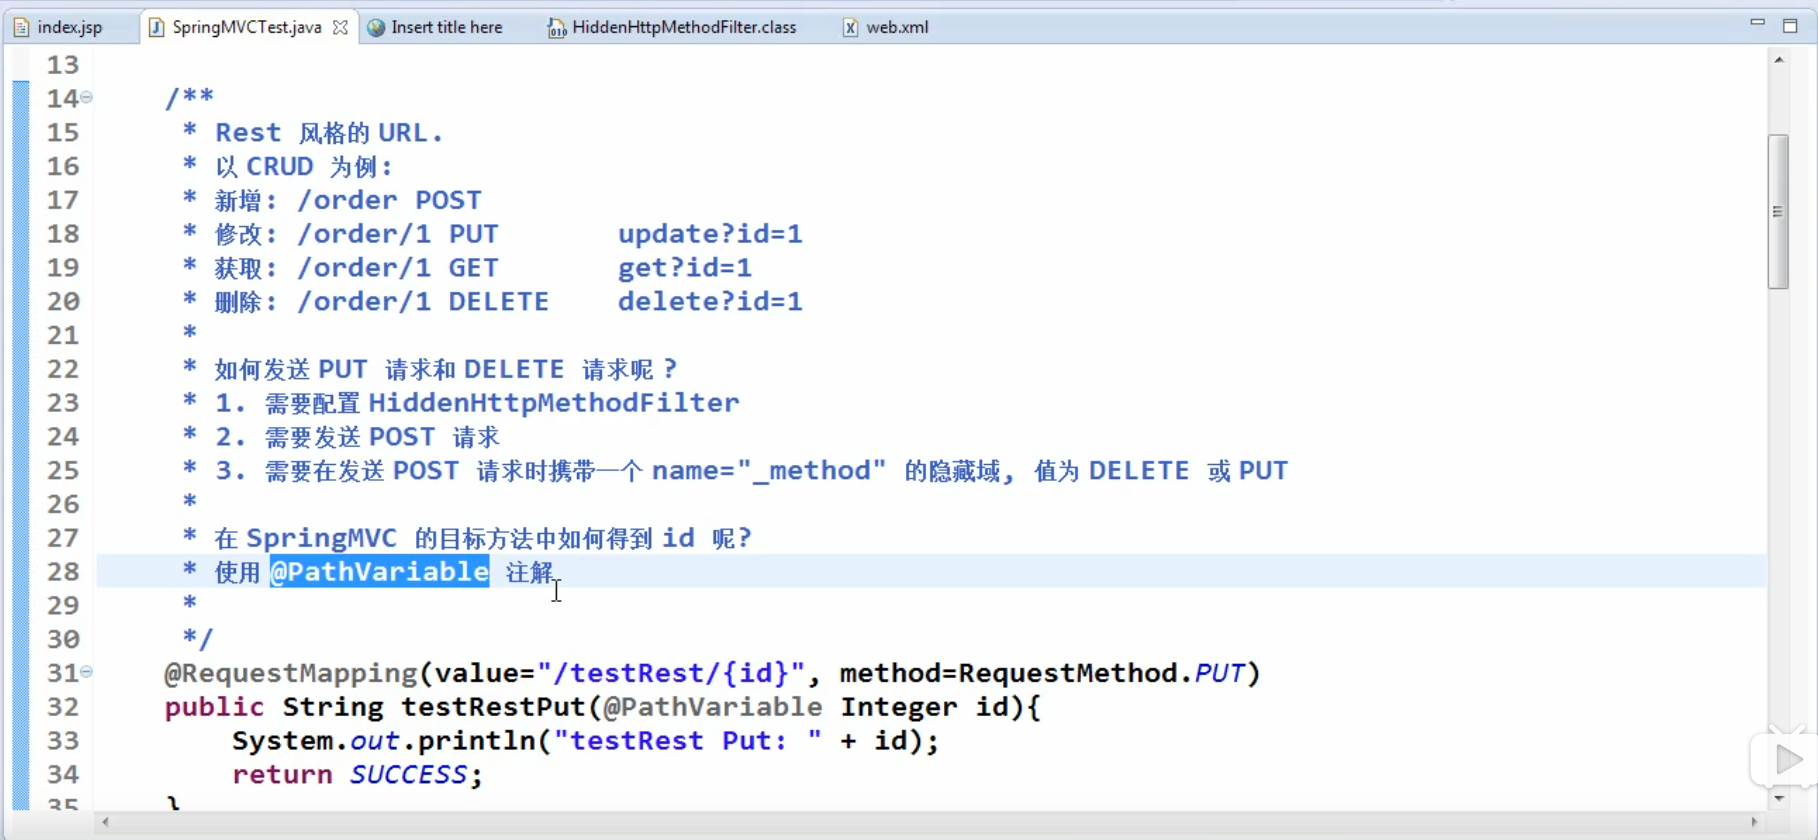 index.jsp SpringMVCTest.java Insert title here HiddenHttpMethodFilter.class web.xml
13
14 /**
15 * Rest 风格的 URL.
16 * 以 CRUD 为例:
17 * 新增: /order POST
18 * 修改: /order/1 PUT update?id=1
19 * 获取: /order/1 GET get?id=1
20 * 删除: /order/1 DELETE delete?id=1
21 *
22 * 如何发送 PUT 请求和 DELETE 请求呢 ?
23 * 1. 需要配置 HiddenHttpMethodFilter
24 * 2. 需要发送 POST 请求
25 * 3. 需要在发送 POST 请求时携带一个 name="_method" 的隐藏域, 值为 DELETE 或 PUT
26 *
27 * 在 SpringMVC 的目标方法中如何得到 id 呢?
28 * 使用 @PathVariable 注解
29 *
30 */
31 @RequestMapping(value="/testRest/{id}", method=RequestMethod.PUT)
32 public String testRestPut(@PathVariable Integer id){
33 System.out.println("testRest Put: " + id);
34 return SUCCESS;
35 }